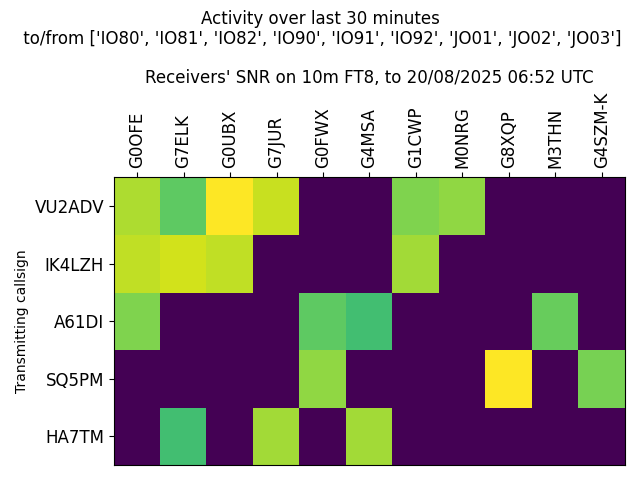 Activity over last 30 minutes
to/from ['IO80', 'IO81', 'IO82', 'IO90', 'IO91', 'IO92', 'JO01', 'JO02', 'JO03']
Receivers' SNR on 10m FT8, to 20/08/2025 06:52 UTC
G0OFE
G7ELK
G0UBX
G7JUR
G0FWX
G4MSA
G1CWP
M0NRG
G8XQP
M3THN
G4SZM-K
Transmitting callsign
VU2ADV
IK4LZH
A61DI
SQ5PM
HA7TM